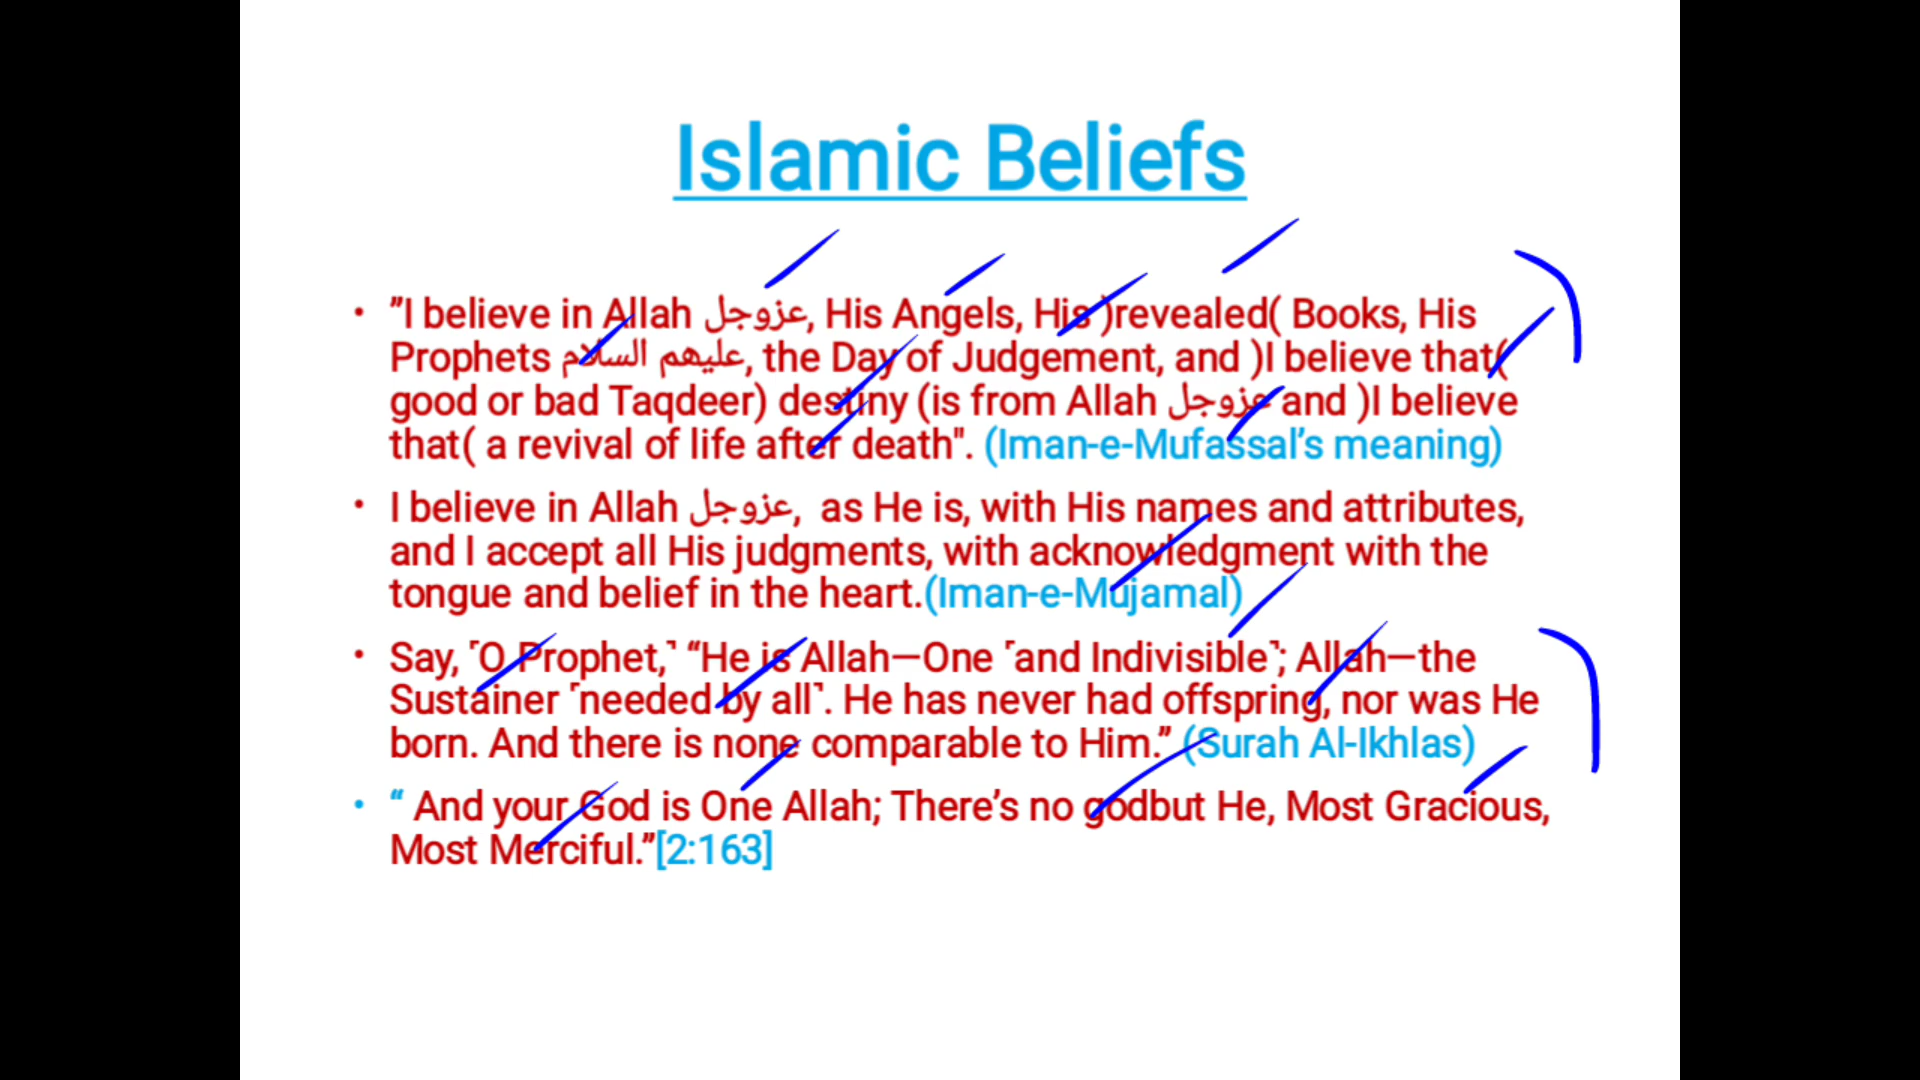 Islamic Beliefs
• ”I believe in Allah عزوجل, His Angels, His )revealed( Books, His
Prophets عليهم السلام, the Day of Judgement, and )I believe that(
good or bad Taqdeer) destiny (is from Allah عزوجل and )I believe
that( a revival of life after death". (Iman-e-Mufassal’s meaning)
• I believe in Allah عزوجل,  as He is, with His names and attributes,
and I accept all His judgments, with acknowledgment with the
tongue and belief in the heart.(Iman-e-Mujamal)
• Say, ˹O Prophet,˺ “He is Allah—One ˹and Indivisible˺; Allah—the
Sustainer ˹needed by all˺. He has never had offspring, nor was He
born. And there is none comparable to Him.” (Surah Al-Ikhlas)
• “ And your God is One Allah; There’s no godbut He, Most Gracious,
Most Merciful.”[2:163]